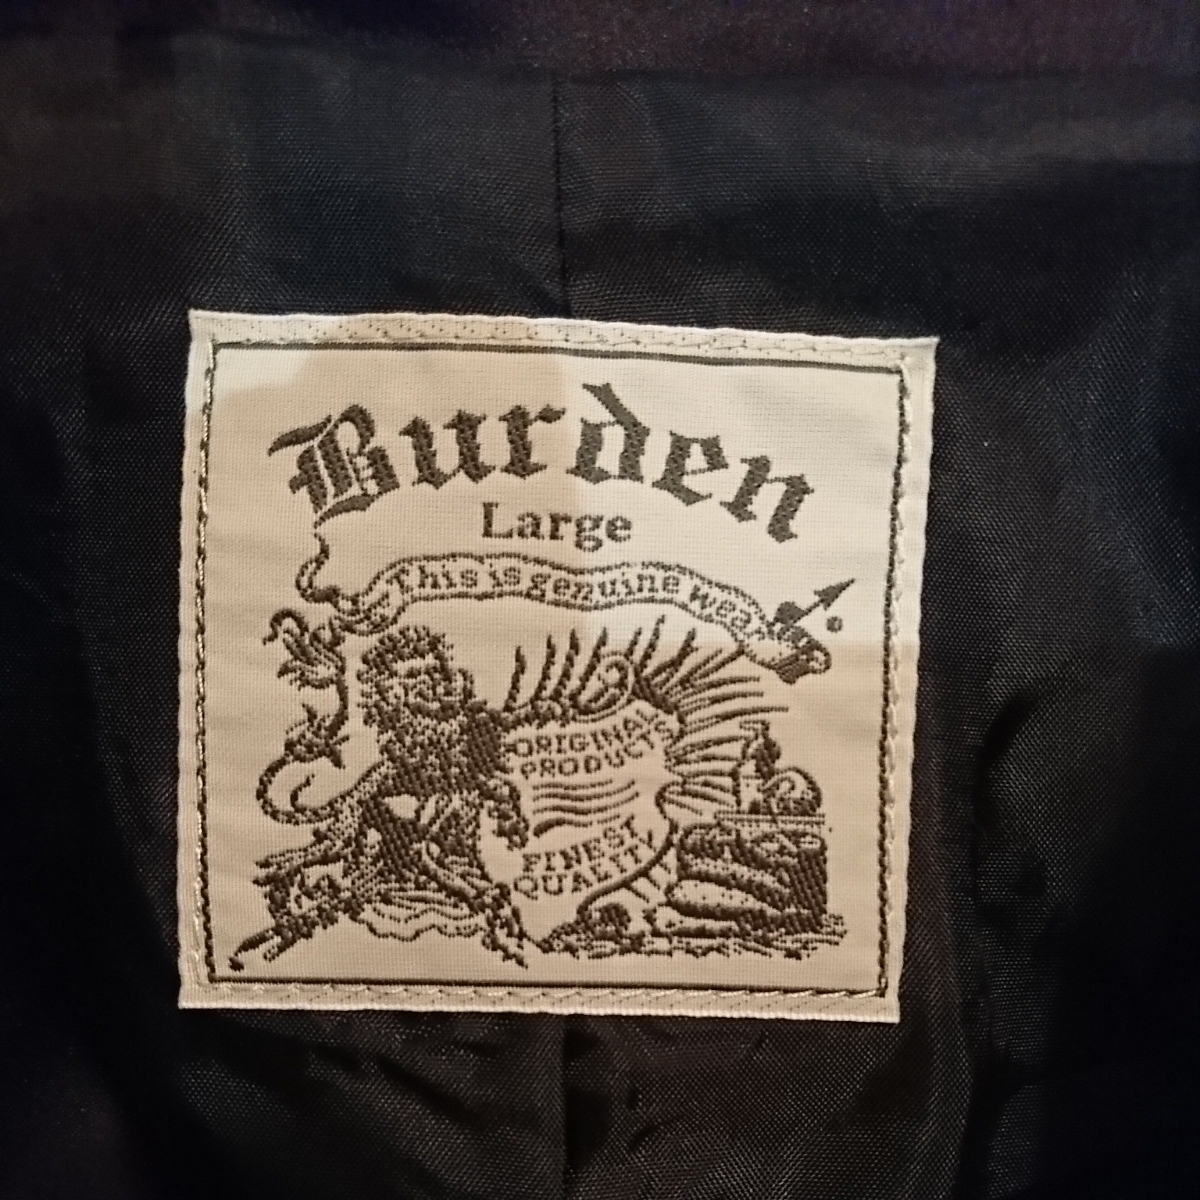 Burden
Large
This is genuine wear
ORIGINAL
PRODUCTS
FINEST
QUALITY